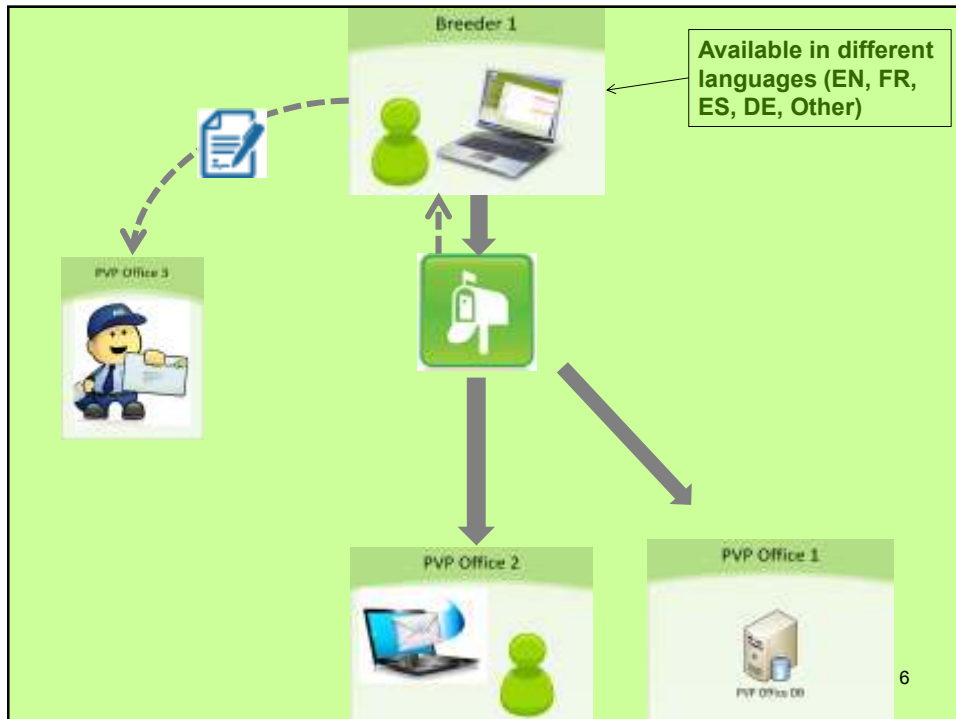 Breeder 1
Available in different
languages (EN, FR,
ES, DE, Other)
PVP Office 3
PVP Office 2
PVP Office 1
PVP Office DB
6